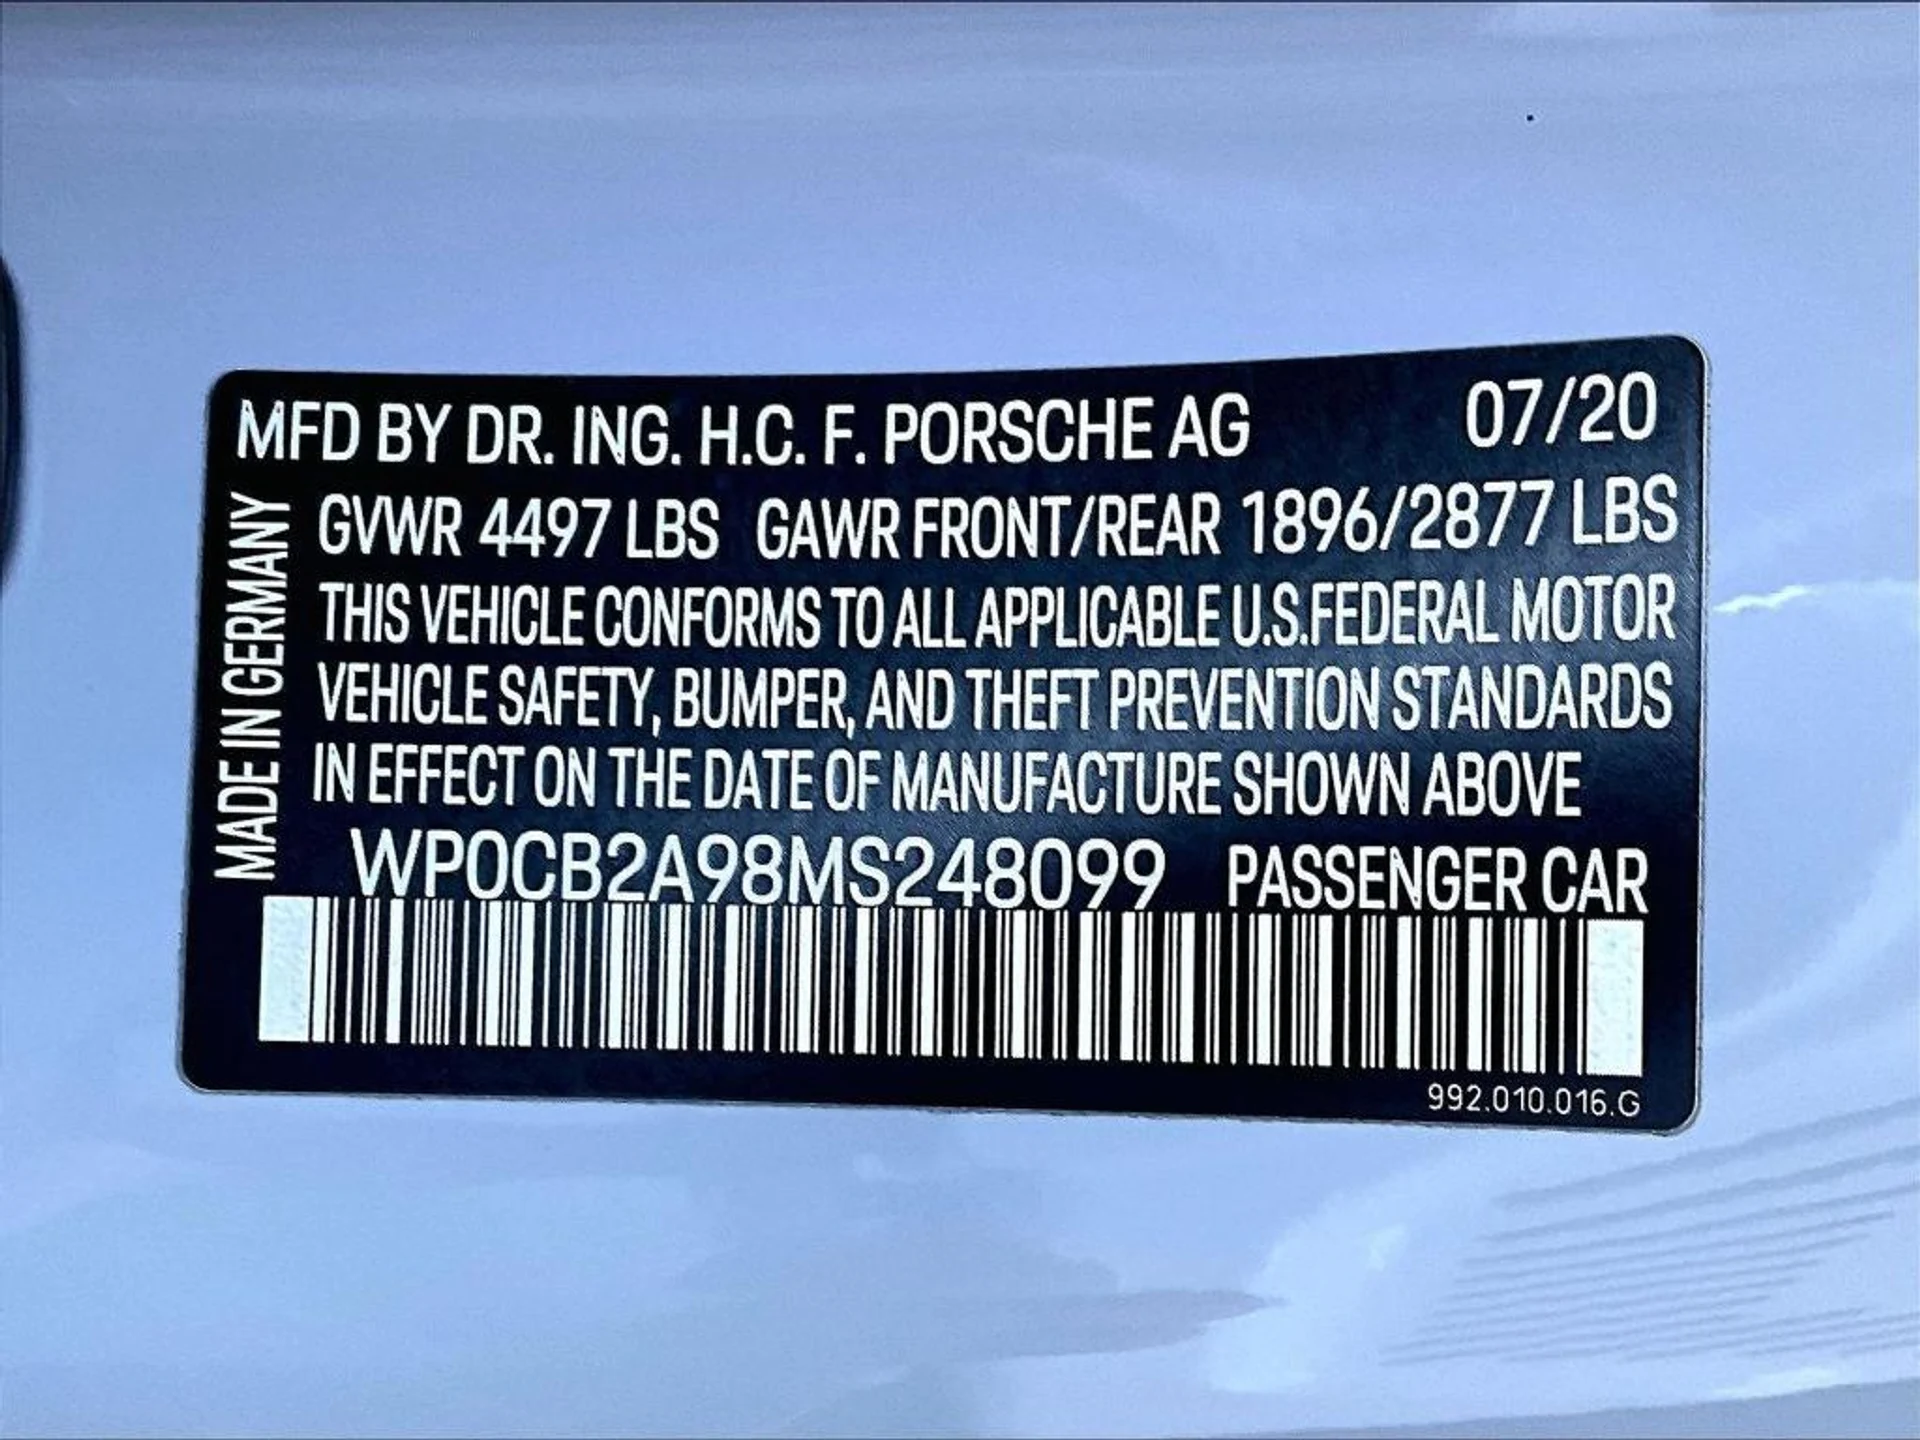 MFD BY DR. ING. H.C. F. PORSCHE AG 07/20
MADE IN GERMANY
GVWR 4497 LBS GAWR FRONT/REAR 1896/2877 LBS
THIS VEHICLE CONFORMS TO ALL APPLICABLE U.S.FEDERAL MOTOR
VEHICLE SAFETY, BUMPER, AND THEFT PREVENTION STANDARDS
IN EFFECT ON THE DATE OF MANUFACTURE SHOWN ABOVE
WP0CB2A98MS248099 PASSENGER CAR
992.010.016.G